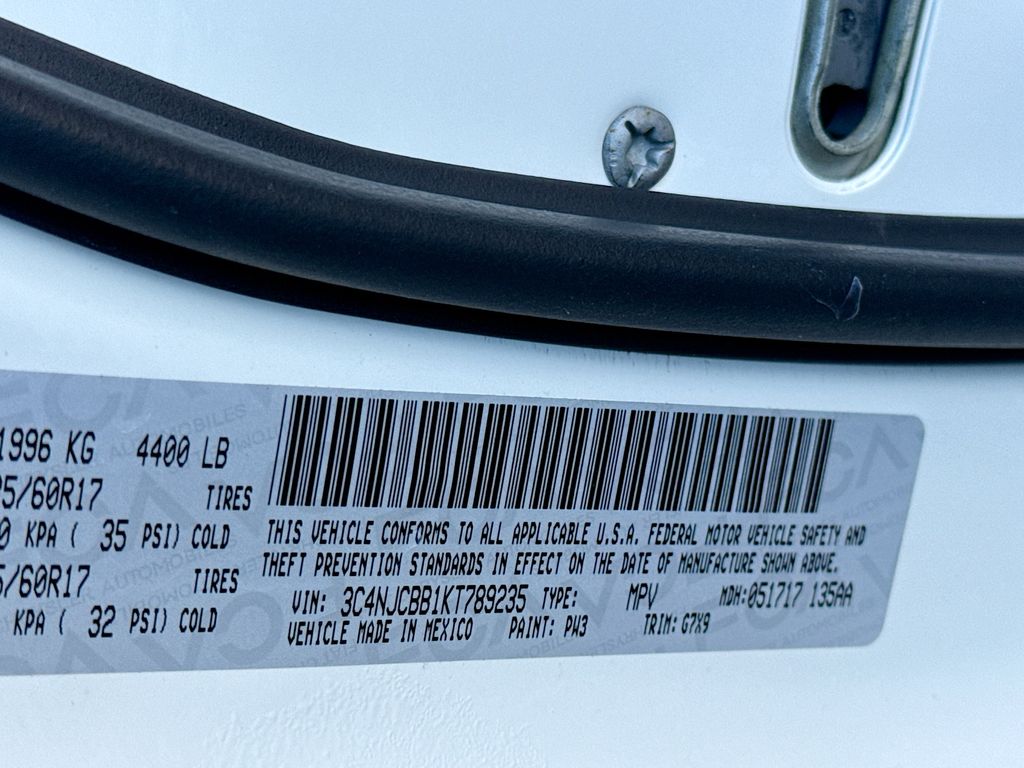 1996 KG 4400 LB
5/60R17 TIRES
0 KPA ( 35 PSI) COLD
5/60R17 TIRES
KPA ( 32 PSI) COLD
THIS VEHICLE CONFORMS TO ALL APPLICABLE U.S.A. FEDERAL MOTOR VEHICLE SAFETY AND
THEFT PREVENTION STANDARDS IN EFFECT ON THE DATE OF MANUFACTURE SHOWN ABOVE.
VIN: 3C4NJCBB1KT789235 TYPE: MPV MDH: 051717 135AA
VEHICLE MADE IN MEXICO PAINT: PW3 TRIM: G7X9